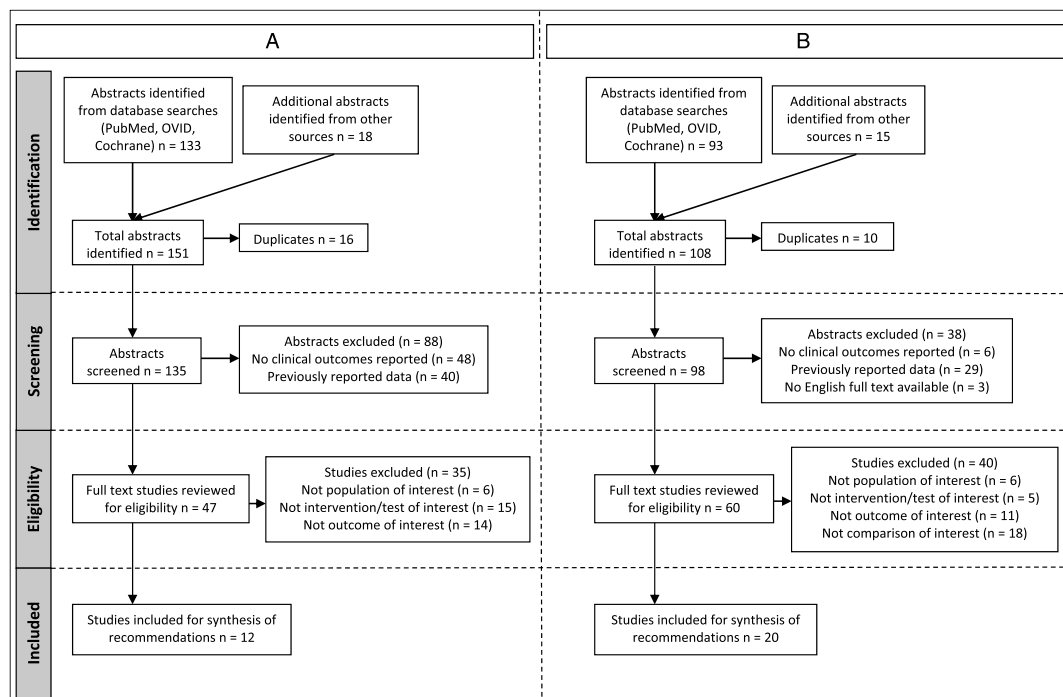 A
Identification
Abstracts identified
from database searches
(PubMed, OVID,
Cochrane) n = 133
Additional abstracts
identified from other
sources n = 18
Total abstracts
identified n = 151
Duplicates n = 16
Screening
Abstracts
screened n = 135
Abstracts excluded (n = 88)
No clinical outcomes reported (n = 48)
Previously reported data (n = 40)
Eligibility
Full text studies reviewed
for eligibility n = 47
Studies excluded (n = 35)
Not population of interest (n = 6)
Not intervention/test of interest (n = 15)
Not outcome of interest (n = 14)
Included
Studies included for synthesis of
recommendations n = 12
B
Abstracts identified from
database searches
(PubMed, OVID,
Cochrane) n = 93
Additional abstracts
identified from other
sources n = 15
Total abstracts
identified n = 108
Duplicates n = 10
Abstracts
screened n = 98
Abstracts excluded (n = 38)
No clinical outcomes reported (n = 6)
Previously reported data (n = 29)
No English full text available (n = 3)
Full text studies reviewed
for eligibility n = 60
Studies excluded (n = 40)
Not population of interest (n = 6)
Not intervention/test of interest (n = 5)
Not outcome of interest (n = 11)
Not comparison of interest (n = 18)
Studies included for synthesis of
recommendations n = 20